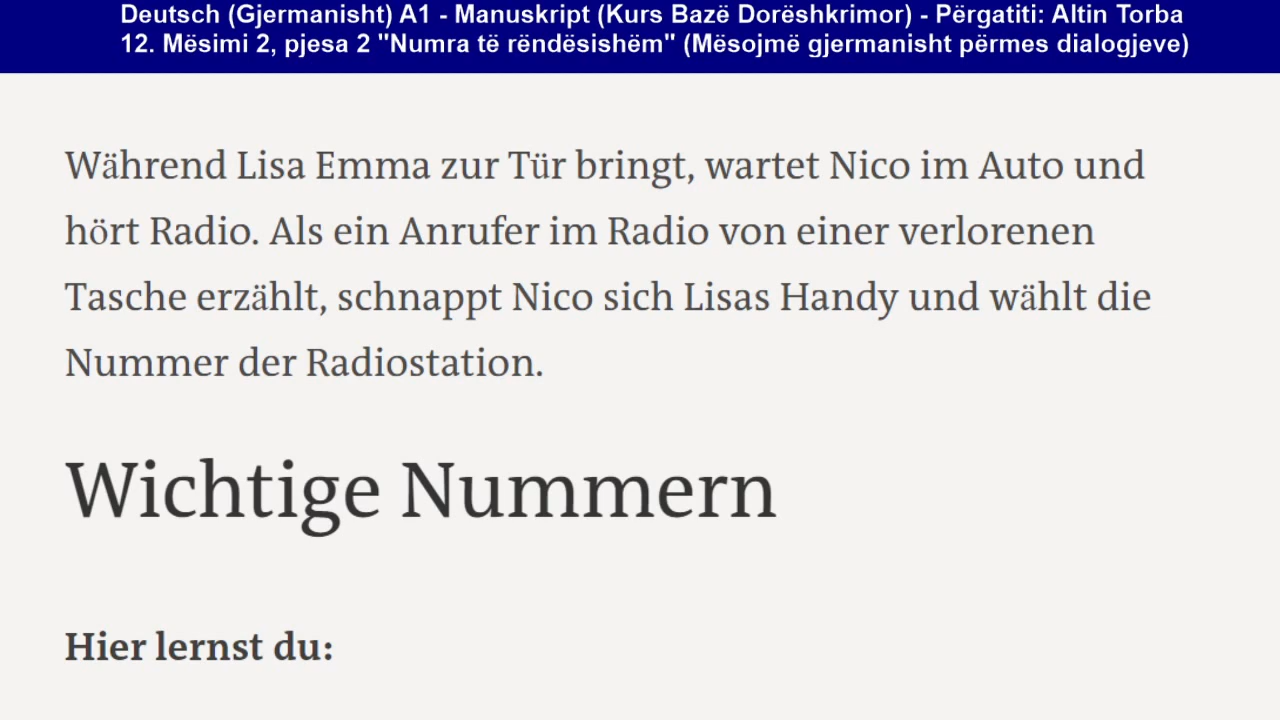 Deutsch (Gjermanisht) A1 - Manuskript (Kurs Bazë Dorëshkrimor) - Përgatiti: Altin Torba
12. Mësimi 2, pjesa 2 "Numra të rëndësishëm" (Mësojmë gjermanisht përmes dialogjeve)
Während Lisa Emma zur Tür bringt, wartet Nico im Auto und
hört Radio. Als ein Anrufer im Radio von einer verlorenen
Tasche erzählt, schnappt Nico sich Lisas Handy und wählt die
Nummer der Radiostation.
Wichtige Nummern
Hier lernst du: